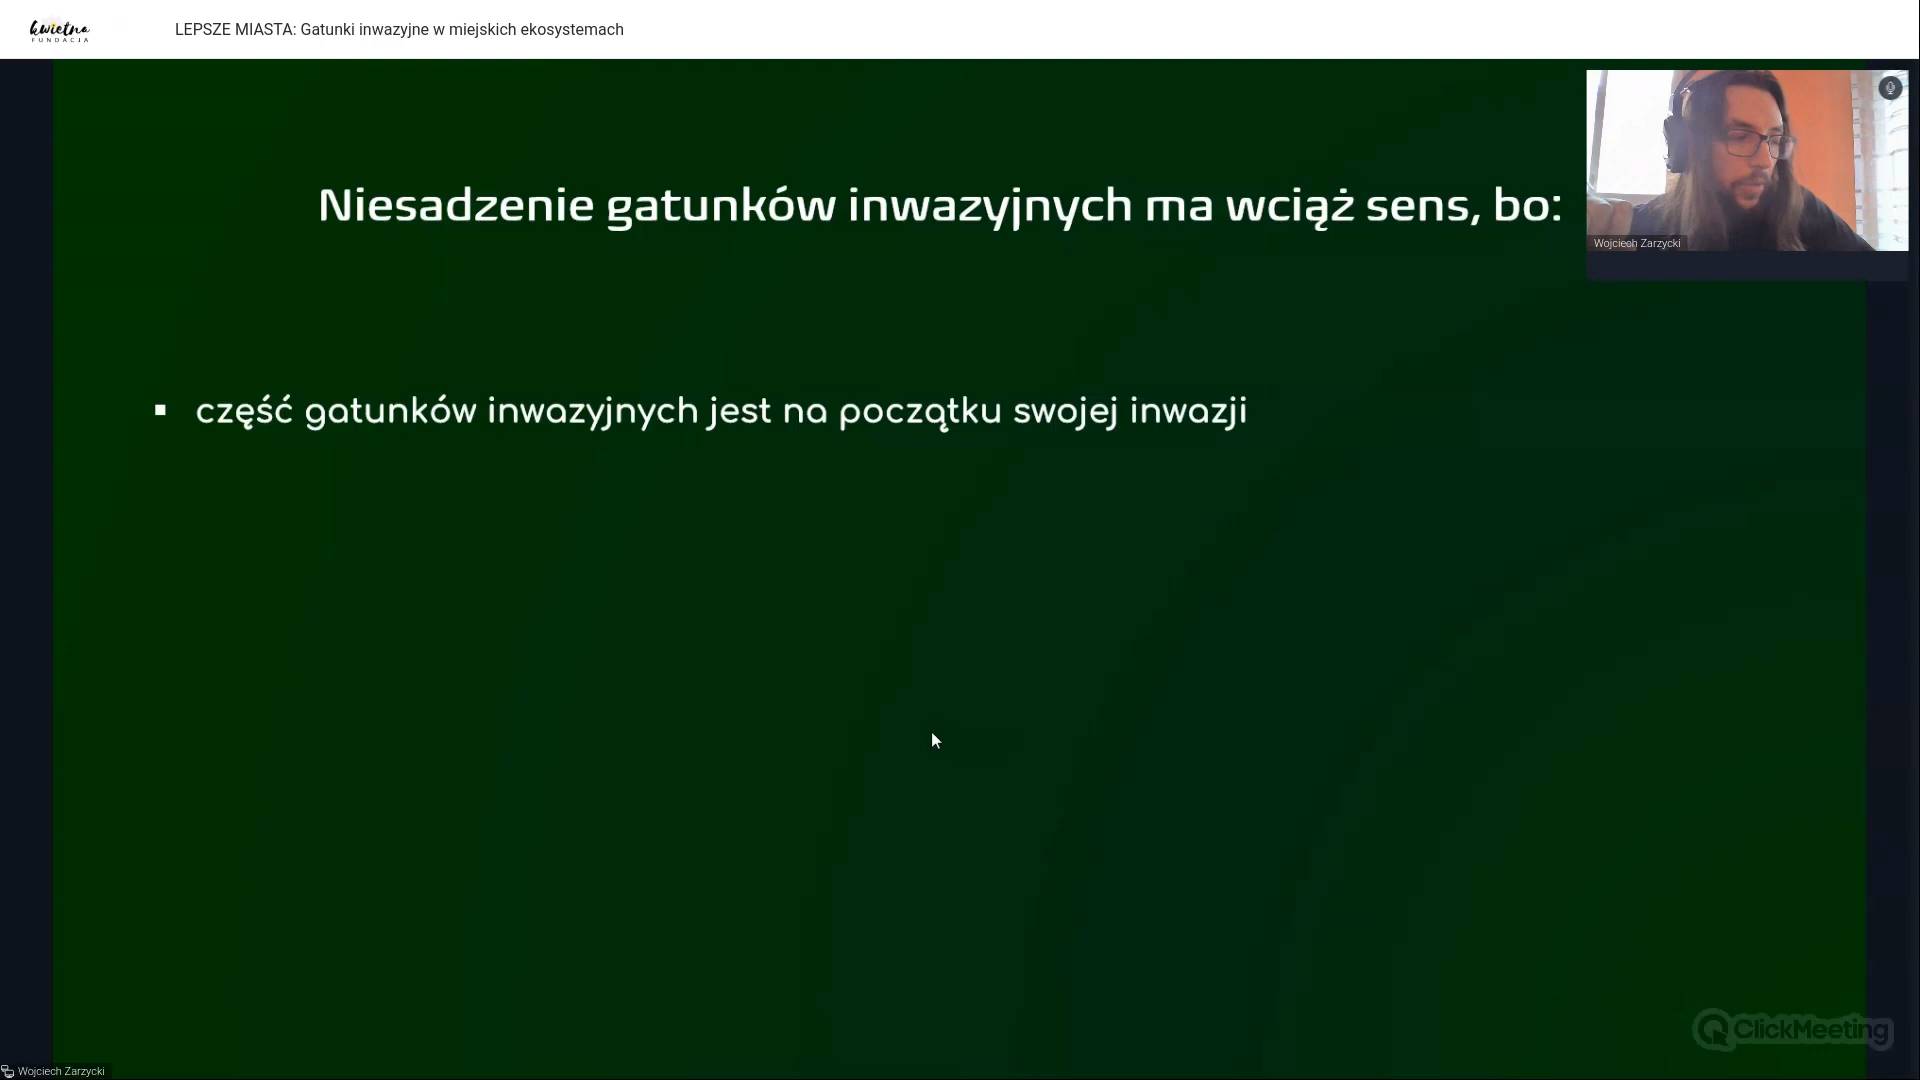 kwietna
FUNDACJA
LEPSZE MIASTA: Gatunki inwazyjne w miejskich ekosystemach
Niesadzenie gatunków inwazyjnych ma wciąż sens, bo:
Wojciech Zarzycki
▪ część gatunków inwazyjnych jest na początku swojej inwazji
ClickMeeting
Wojciech Zarzycki